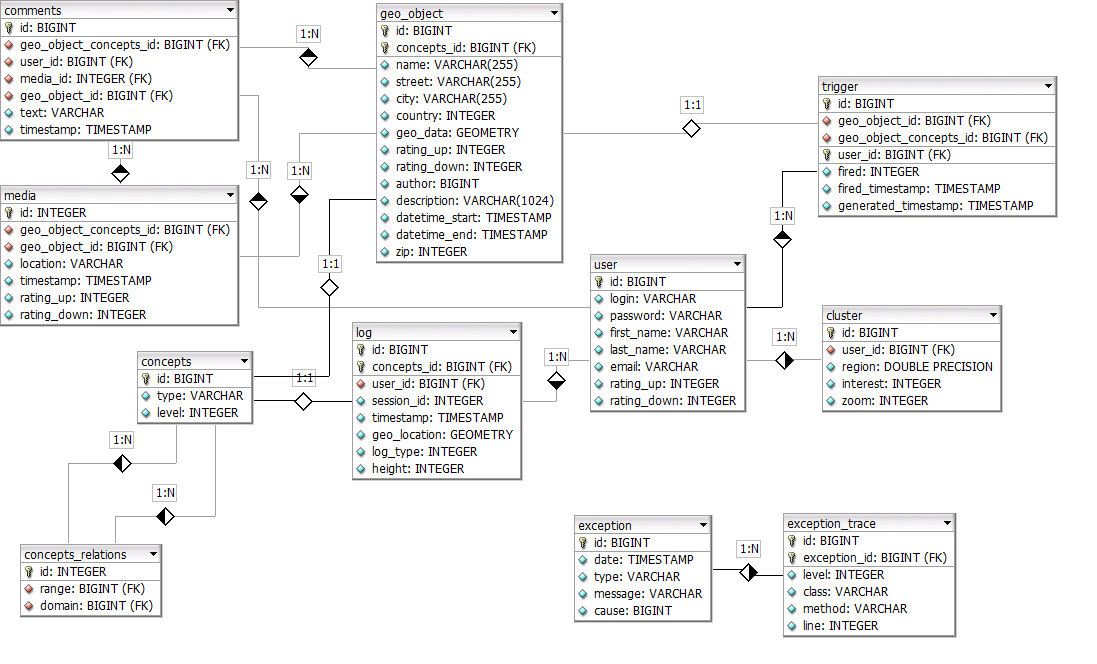 comments
id: BIGINT
geo_object_concepts_id: BIGINT (FK)
user_id: BIGINT (FK)
media_id: INTEGER (FK)
geo_object_id: BIGINT (FK)
text: VARCHAR
timestamp: TIMESTAMP
1:N
geo_object
id: BIGINT
concepts_id: BIGINT (FK)
name: VARCHAR(255)
street: VARCHAR(255)
city: VARCHAR(255)
country: INTEGER
geo_data: GEOMETRY
rating_up: INTEGER
rating_down: INTEGER
author: BIGINT
description: VARCHAR(1024)
datetime_start: TIMESTAMP
datetime_end: TIMESTAMP
zip: INTEGER
1:1
trigger
id: BIGINT
geo_object_id: BIGINT (FK)
geo_object_concepts_id: BIGINT (FK)
user_id: BIGINT (FK)
fired: INTEGER
fired_timestamp: TIMESTAMP
generated_timestamp: TIMESTAMP
1:N
1:N
1:N
media
id: INTEGER
geo_object_concepts_id: BIGINT (FK)
geo_object_id: BIGINT (FK)
location: VARCHAR
timestamp: TIMESTAMP
rating_up: INTEGER
rating_down: INTEGER
1:N
1:1
user
id: BIGINT
login: VARCHAR
password: VARCHAR
first_name: VARCHAR
last_name: VARCHAR
email: VARCHAR
rating_up: INTEGER
rating_down: INTEGER
1:N
cluster
id: BIGINT
user_id: BIGINT (FK)
region: DOUBLE PRECISION
interest: INTEGER
zoom: INTEGER
log
id: BIGINT
concepts_id: BIGINT (FK)
user_id: BIGINT (FK)
session_id: INTEGER
timestamp: TIMESTAMP
geo_location: GEOMETRY
log_type: INTEGER
height: INTEGER
1:N
concepts
id: BIGINT
type: VARCHAR
level: INTEGER
1:1
1:N
1:N
concepts_relations
id: INTEGER
range: BIGINT (FK)
domain: BIGINT (FK)
exception
id: BIGINT
date: TIMESTAMP
type: VARCHAR
message: VARCHAR
cause: BIGINT
1:N
exception_trace
id: BIGINT
exception_id: BIGINT (FK)
level: INTEGER
class: VARCHAR
method: VARCHAR
line: INTEGER